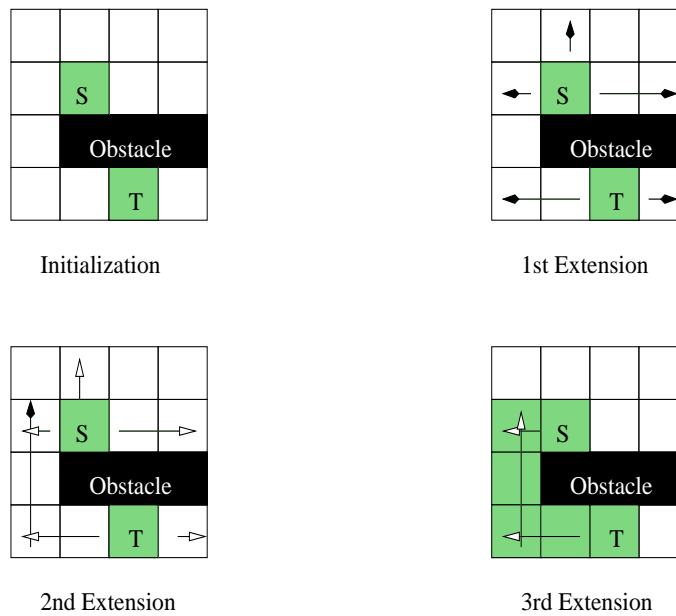 S
Obstacle
T
Initialization
S
Obstacle
T
1st Extension
S
Obstacle
T
2nd Extension
S
Obstacle
T
3rd Extension